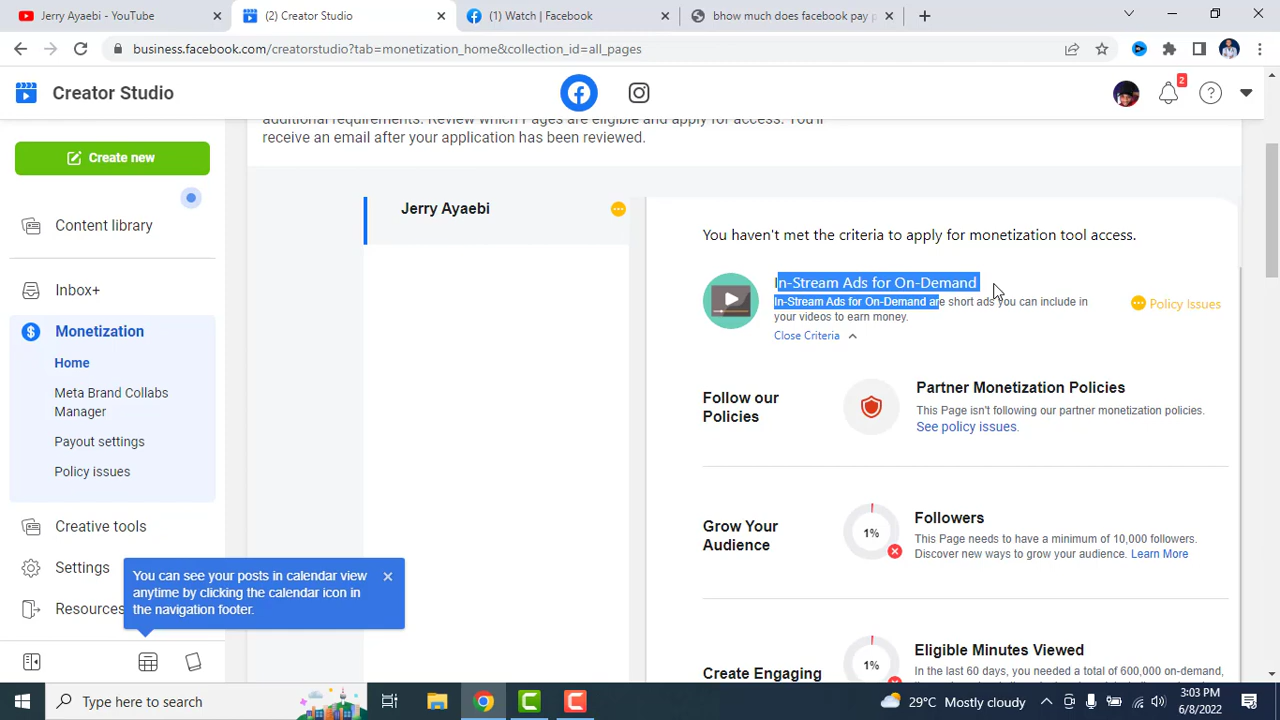 Jerry Ayaebi - YouTube
(2) Creator Studio
(1) Watch | Facebook
bhow much does facebook pay p
business.facebook.com/creatorstudio?tab=monetization_home&collection_id=all_pages
Creator Studio
2
additional requirements. Review which Pages are eligible and apply for access. You'll
receive an email after your application has been reviewed.
Create new
Content library
Inbox+
Monetization
Home
Meta Brand Collabs
Manager
Payout settings
Policy issues
Creative tools
Settings
Resources
You can see your posts in calendar view
anytime by clicking the calendar icon in
the navigation footer.
Jerry Ayaebi
You haven't met the criteria to apply for monetization tool access.
In-Stream Ads for On-Demand
In-Stream Ads for On-Demand are short ads you can include in
your videos to earn money.
Policy Issues
Close Criteria
Follow our
Policies
Partner Monetization Policies
This Page isn't following our partner monetization policies.
See policy issues.
Grow Your
Audience
1%
Followers
This Page needs to have a minimum of 10,000 followers.
Discover new ways to grow your audience. Learn More
Create Engaging
1%
Eligible Minutes Viewed
In the last 60 days, you needed a total of 600,000 on-demand,
Type here to search
29°C Mostly cloudy
3:03 PM
6/8/2022